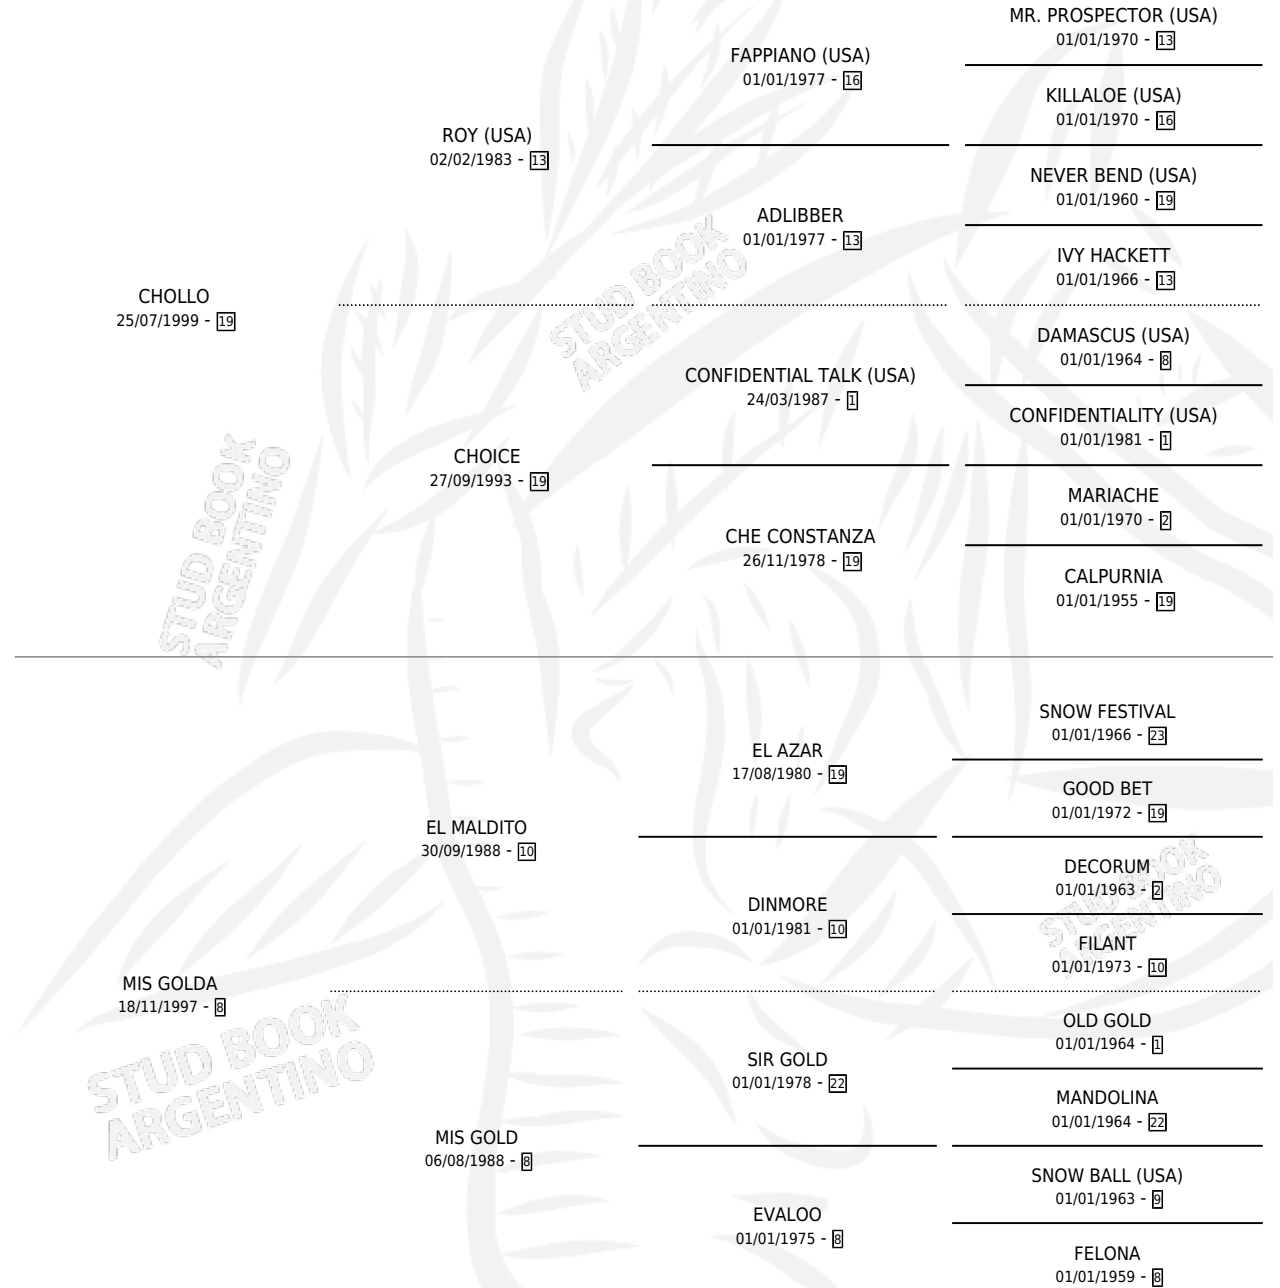 MR. PROSPECTOR (USA)
01/01/1970 - 13
FAPPIANO (USA)
01/01/1977 - 16
KILLALOE (USA)
01/01/1970 - 16
ROY (USA)
02/02/1983 - 13
NEVER BEND (USA)
01/01/1960 - 19
ADLIBBER
01/01/1977 - 13
IVY HACKETT
01/01/1966 - 13
CHOLLO
25/07/1999 - 19
DAMASCUS (USA)
01/01/1964 - 8
CONFIDENTIAL TALK (USA)
24/03/1987 - 1
CONFIDENTIALITY (USA)
01/01/1981 - 1
CHOICE
27/09/1993 - 19
MARIACHE
01/01/1970 - 2
CHE CONSTANZA
26/11/1978 - 19
CALPURNIA
01/01/1955 - 19
SNOW FESTIVAL
01/01/1966 - 23
EL AZAR
17/08/1980 - 19
GOOD BET
01/01/1972 - 19
EL MALDITO
30/09/1988 - 10
DECORUM
01/01/1963 - 2
DINMORE
01/01/1981 - 10
FILANT
01/01/1973 - 10
MIS GOLDA
18/11/1997 - 8
OLD GOLD
01/01/1964 - 1
SIR GOLD
01/01/1978 - 22
MANDOLINA
01/01/1964 - 22
MIS GOLD
06/08/1988 - 8
SNOW BALL (USA)
01/01/1963 - 9
EVALOO
01/01/1975 - 8
FELONA
01/01/1959 - 8
STUD BOOK
ARGENTINO
STUD BOOK
ARGENTINO
STUD BOOK
ARGENTINO
STUD BOOK
ARGENTINO